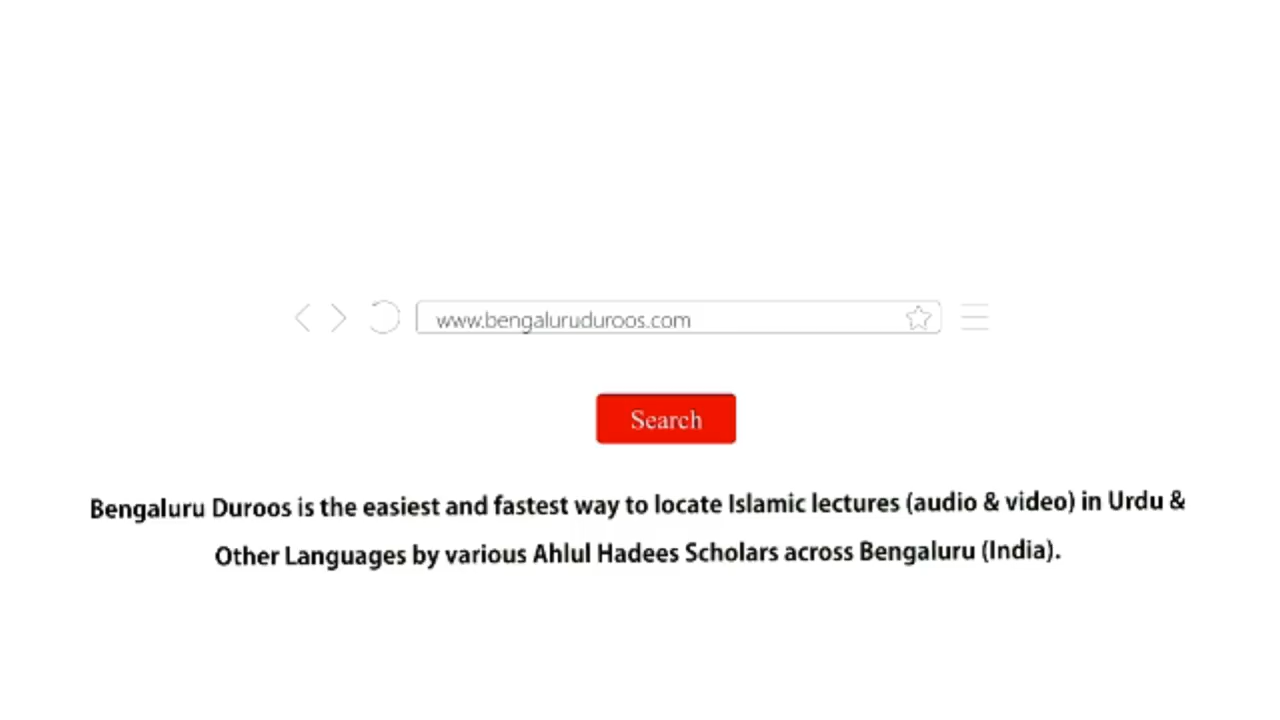 www.bengaluruduroos.com
Search
Bengaluru Duroos is the easiest and fastest way to locate Islamic lectures (audio & video) in Urdu &
Other Languages by various Ahlul Hadees Scholars across Bengaluru (India).